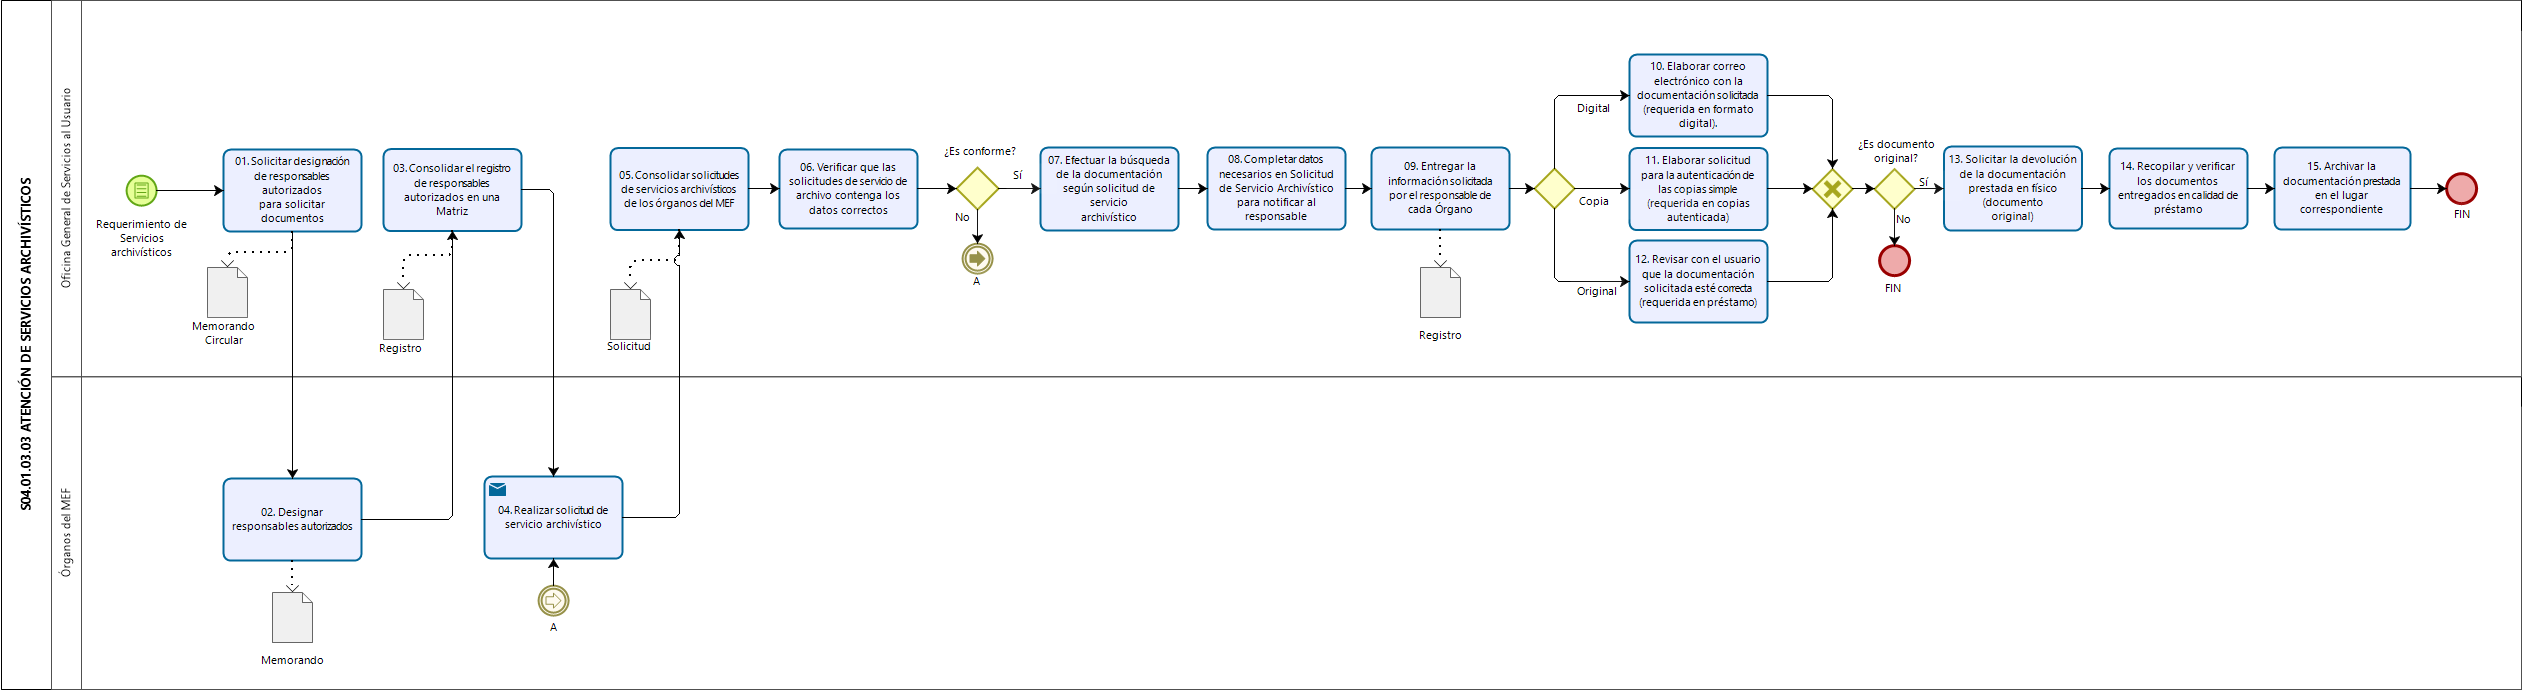 S04.01.03.03 ATENCIÓN DE SERVICIOS ARCHIVÍSTICOS
Oficina General de Servicios al Usuario
Requerimiento de
Servicios
archivísticos
01. Solicitar designación
de responsables
autorizados
para solicitar
documentos
Memorando
Circular
03. Consolidar el registro
de responsables
autorizados en una
Matriz
Registro
05. Consolidar solicitudes
de servicios archivísticos
de los órganos del MEF
Solicitud
06. Verificar que las
solicitudes de servicio de
archivo contenga los
datos correctos
¿Es conforme?
Sí
No
A
07. Efectuar la búsqueda
de la documentación
según solicitud de
servicio
archivístico
08. Completar datos
necesarios en Solicitud
de Servicio Archivístico
para notificar al
responsable
09. Entregar la
información solicitada
por el responsable de
cada Órgano
Registro
Digital
Copia
Original
10. Elaborar correo
electrónico con la
documentación solicitada
(requerida en formato
digital).
11. Elaborar solicitud
para la autenticación de
las copias simple
(requerida en copias
autenticada)
12. Revisar con el usuario
que la documentación
solicitada esté correcta
(requerida en préstamo)
¿Es documento
original?
Sí
No
FIN
13. Solicitar la devolución
de la documentación
prestada en físico
(documento
original)
14. Recopilar y verificar
los documentos
entregados en calidad de
préstamo
15. Archivar la
documentación prestada
en el lugar
correspondiente
FIN
Órganos del MEF
02. Designar
responsables autorizados
Memorando
04. Realizar solicitud de
servicio archivístico
A